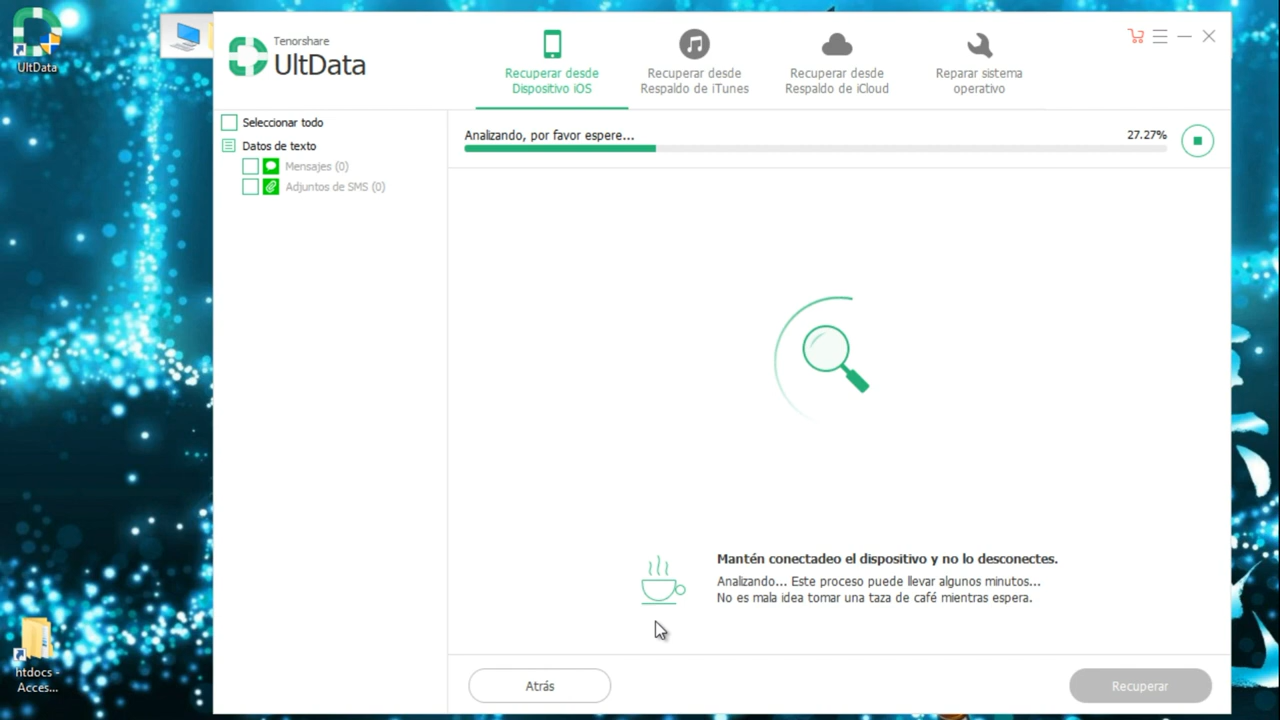 UltData
Tenorshare
UltData
Recuperar desde
Dispositivo iOS
Recuperar desde
Respaldo de iTunes
Recuperar desde
Respaldo de iCloud
Reparar sistema
operativo
Seleccionar todo
Datos de texto
Mensajes (0)
Adjuntos de SMS (0)
Analizando, por favor espere...
27.27%
Mantén conectadeo el dispositivo y no lo desconectes.
Analizando... Este proceso puede llevar algunos minutos...
No es mala idea tomar una taza de café mientras espera.
htdocs -
Acces...
Atrás
Recuperar